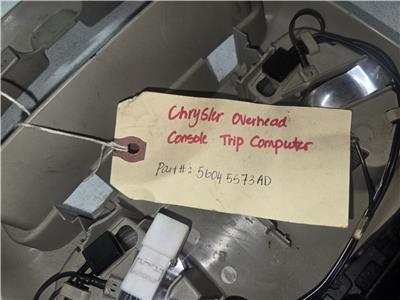 Chrysler Overhead
Console Trip Computer
Part#: 56045573AD